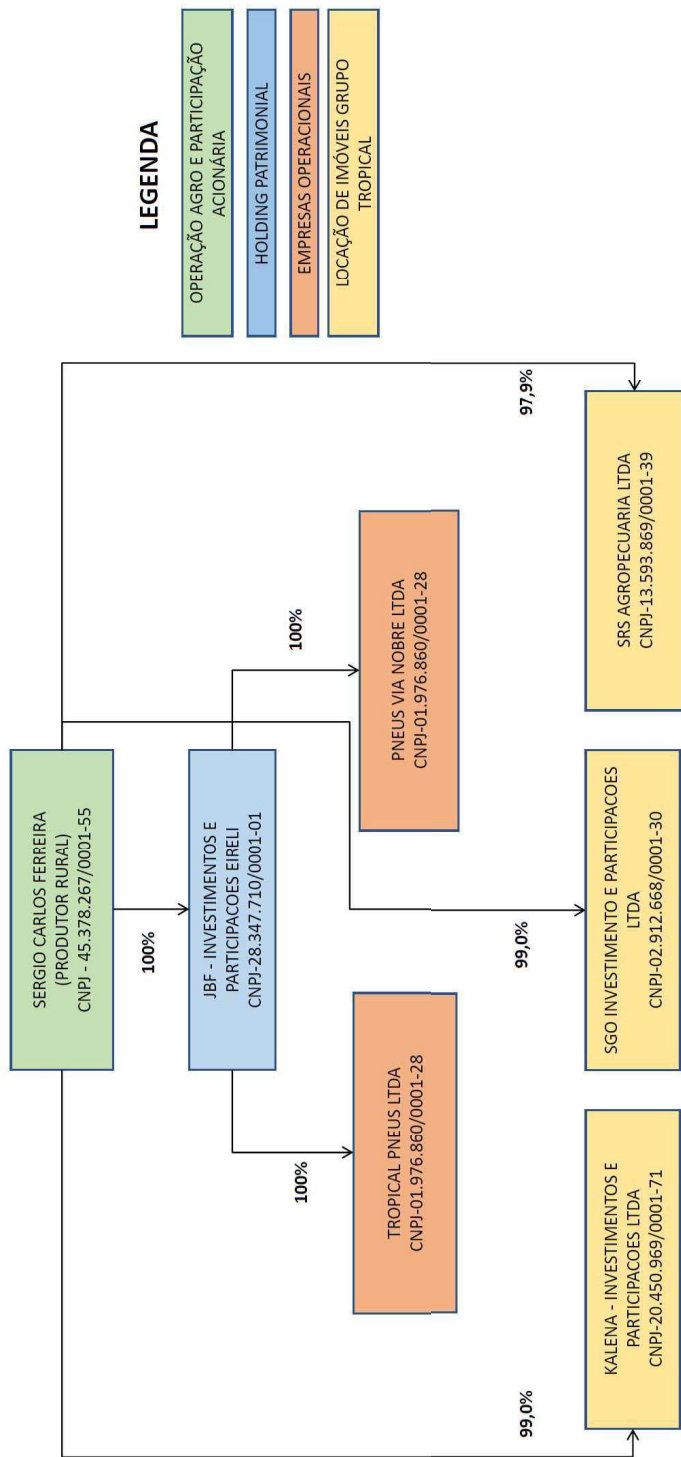 SERGIO CARLOS FERREIRA
(PRODUTOR RURAL)
CNPJ - 45.378.267/0001-55
100%
JBF - INVESTIMENTOS E
PARTICIPACOES EIRELI
CNPJ-28.347.710/0001-01
100%
100%
TROPICAL PNEUS LTDA
CNPJ-01.976.860/0001-28
PNEUS VIA NOBRE LTDA
CNPJ-01.976.860/0001-28
99,0%
99,0%
97,9%
KALENA - INVESTIMENTOS E
PARTICIPACOES LTDA
CNPJ-20.450.969/0001-71
SGO INVESTIMENTO E PARTICIPACOES
LTDA
CNPJ-02.912.668/0001-30
SRS AGROPECUARIA LTDA
CNPJ-13.593.869/0001-39
LEGENDA
OPERAÇÃO AGRO E PARTICIPAÇÃO
ACIONÁRIA
HOLDING PATRIMONIAL
EMPRESAS OPERACIONAIS
LOCAÇÃO DE IMÓVEIS GRUPO
TROPICAL